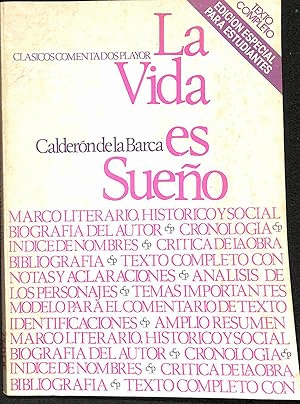 TEXTO
COMPLETO
EDICION ESPECIAL
PARA ESTUDIANTES
La
CLASICOS COMENTADOS PLAYOR
Vida
Calderón de la Barca es
Sueño
MARCO LITERARIO, HISTORICO Y SOCIAL
BIOGRAFIA DEL AUTOR & CRONOLOGIA &
INDICE DE NOMBRES & CRITICA DE LA OBRA
BIBLIOGRAFIA & TEXTO COMPLETO CON
NOTAS Y ACLARACIONES & ANALISIS DE
LOS PERSONAJES & TEMAS IMPORTANTES
MODELO PARA EL COMENTARIO DE TEXTO
IDENTIFICACIONES & AMPLIO RESUMEN
MARCO LITERARIO, HISTORICO Y SOCIAL
BIOGRAFIA DEL AUTOR & CRONOLOGIA &
INDICE DE NOMBRES & CRITICA DE LA OBRA
BIBLIOGRAFIA & TEXTO COMPLETO CON